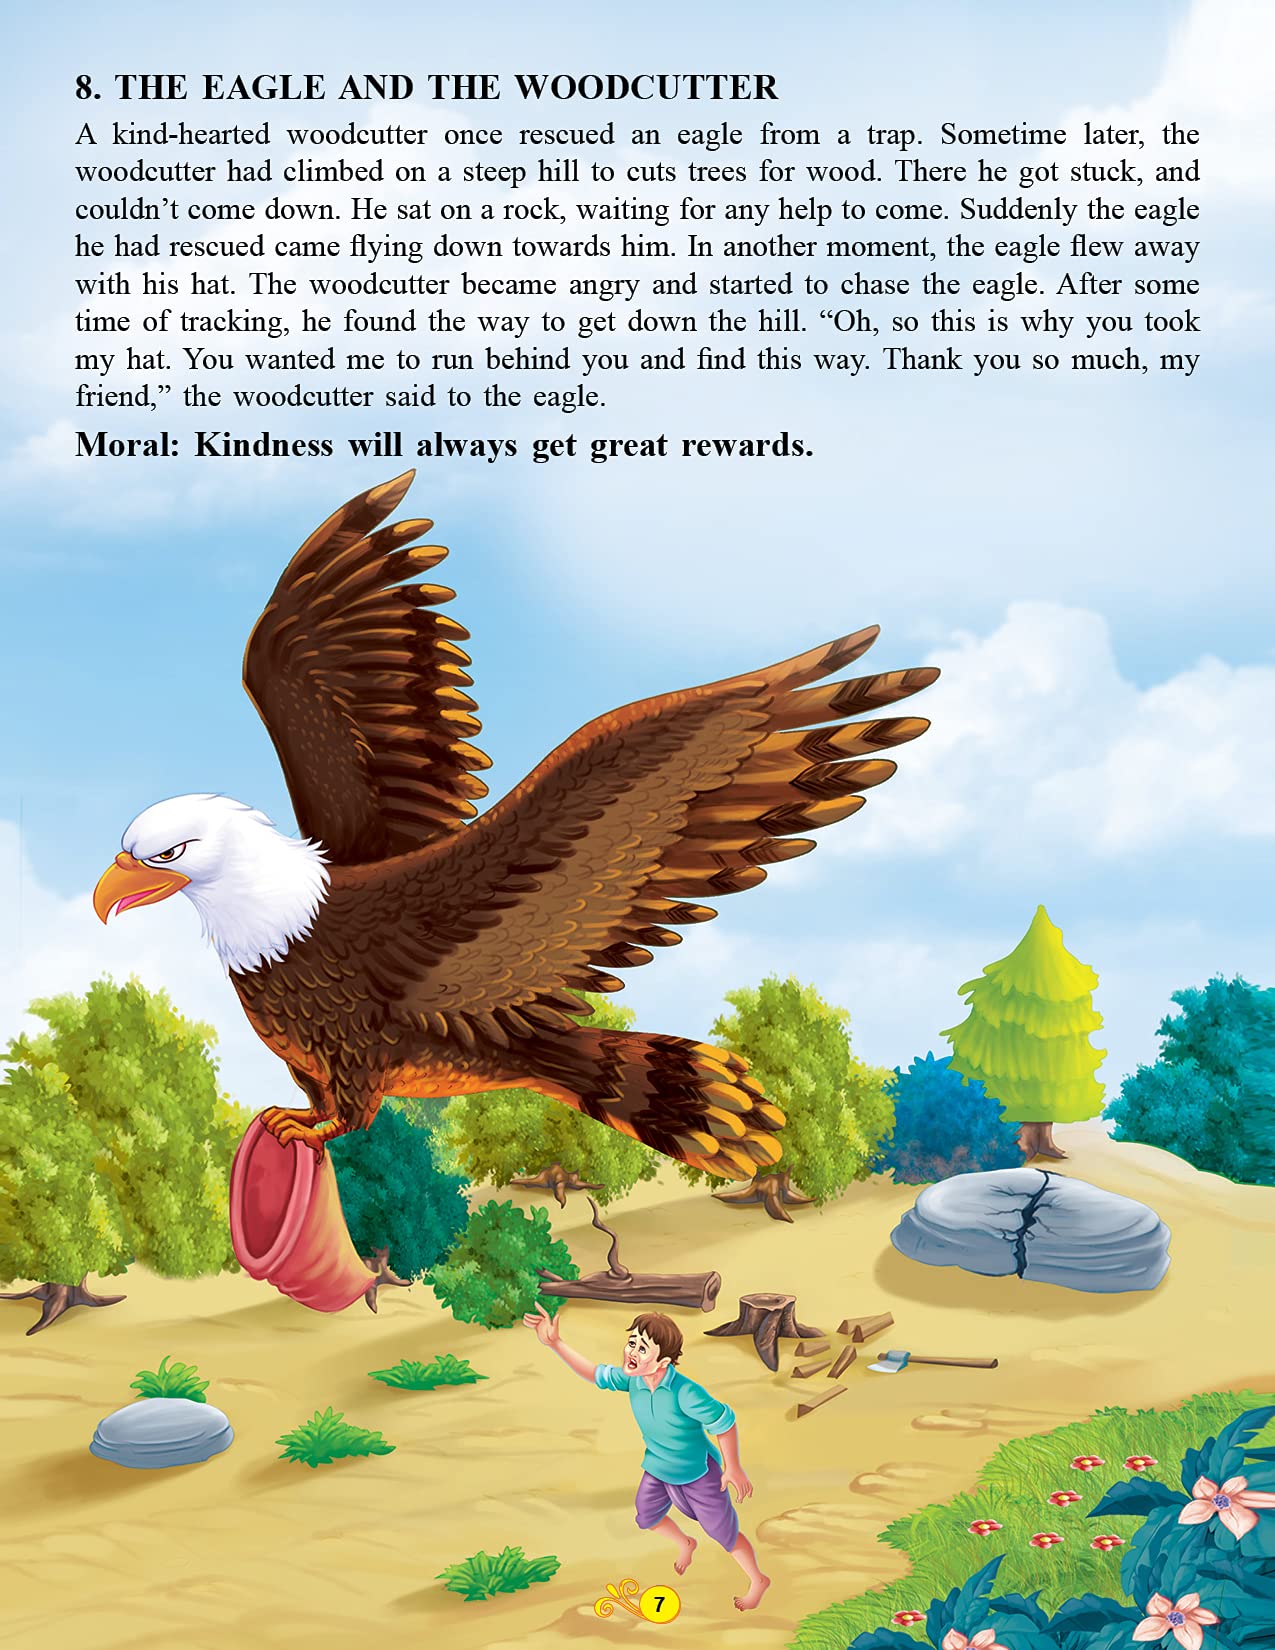 8. THE EAGLE AND THE WOODCUTTER
A kind-hearted woodcutter once rescued an eagle from a trap. Sometime later, the
woodcutter had climbed on a steep hill to cuts trees for wood. There he got stuck, and
couldn’t come down. He sat on a rock, waiting for any help to come. Suddenly the eagle
he had rescued came flying down towards him. In another moment, the eagle flew away
with his hat. The woodcutter became angry and started to chase the eagle. After some
time of tracking, he found the way to get down the hill. “Oh, so this is why you took
my hat. You wanted me to run behind you and find this way. Thank you so much, my
friend,” the woodcutter said to the eagle.
Moral: Kindness will always get great rewards.
7